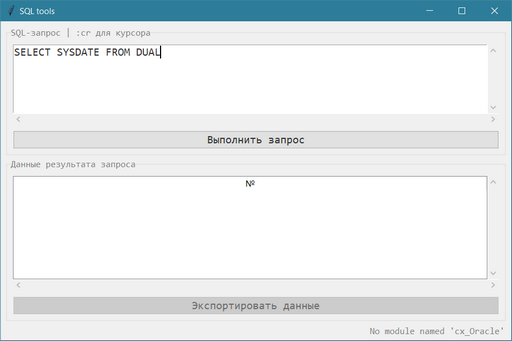 SQL tools
SQL-запрос | :cr для курсора
SELECT SYSDATE FROM DUAL
Выполнить запрос
Данные результата запроса
№
Экспортировать данные
No module named 'cx_Oracle'